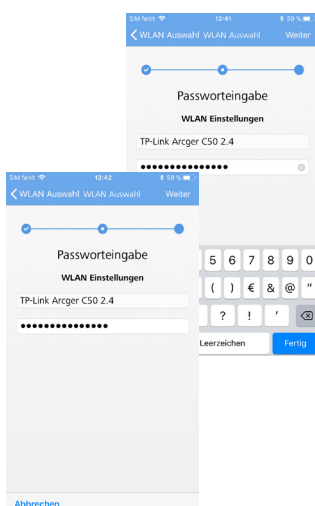 SIM fehlt 13:41 59 %
WLAN Auswahl WLAN Auswahl Weiter
Passworteingabe
WLAN Einstellungen
TP-Link Arcger C50 2.4
•••••••••••••••
5 6 7 8 9 0
( ) € & @ "
? ! '
Leerzeichen Fertig
SIM fehlt 13:42 59 %
WLAN Auswahl WLAN Auswahl Weiter
Passworteingabe
WLAN Einstellungen
TP-Link Arcger C50 2.4
•••••••••••••••
Abbrechen